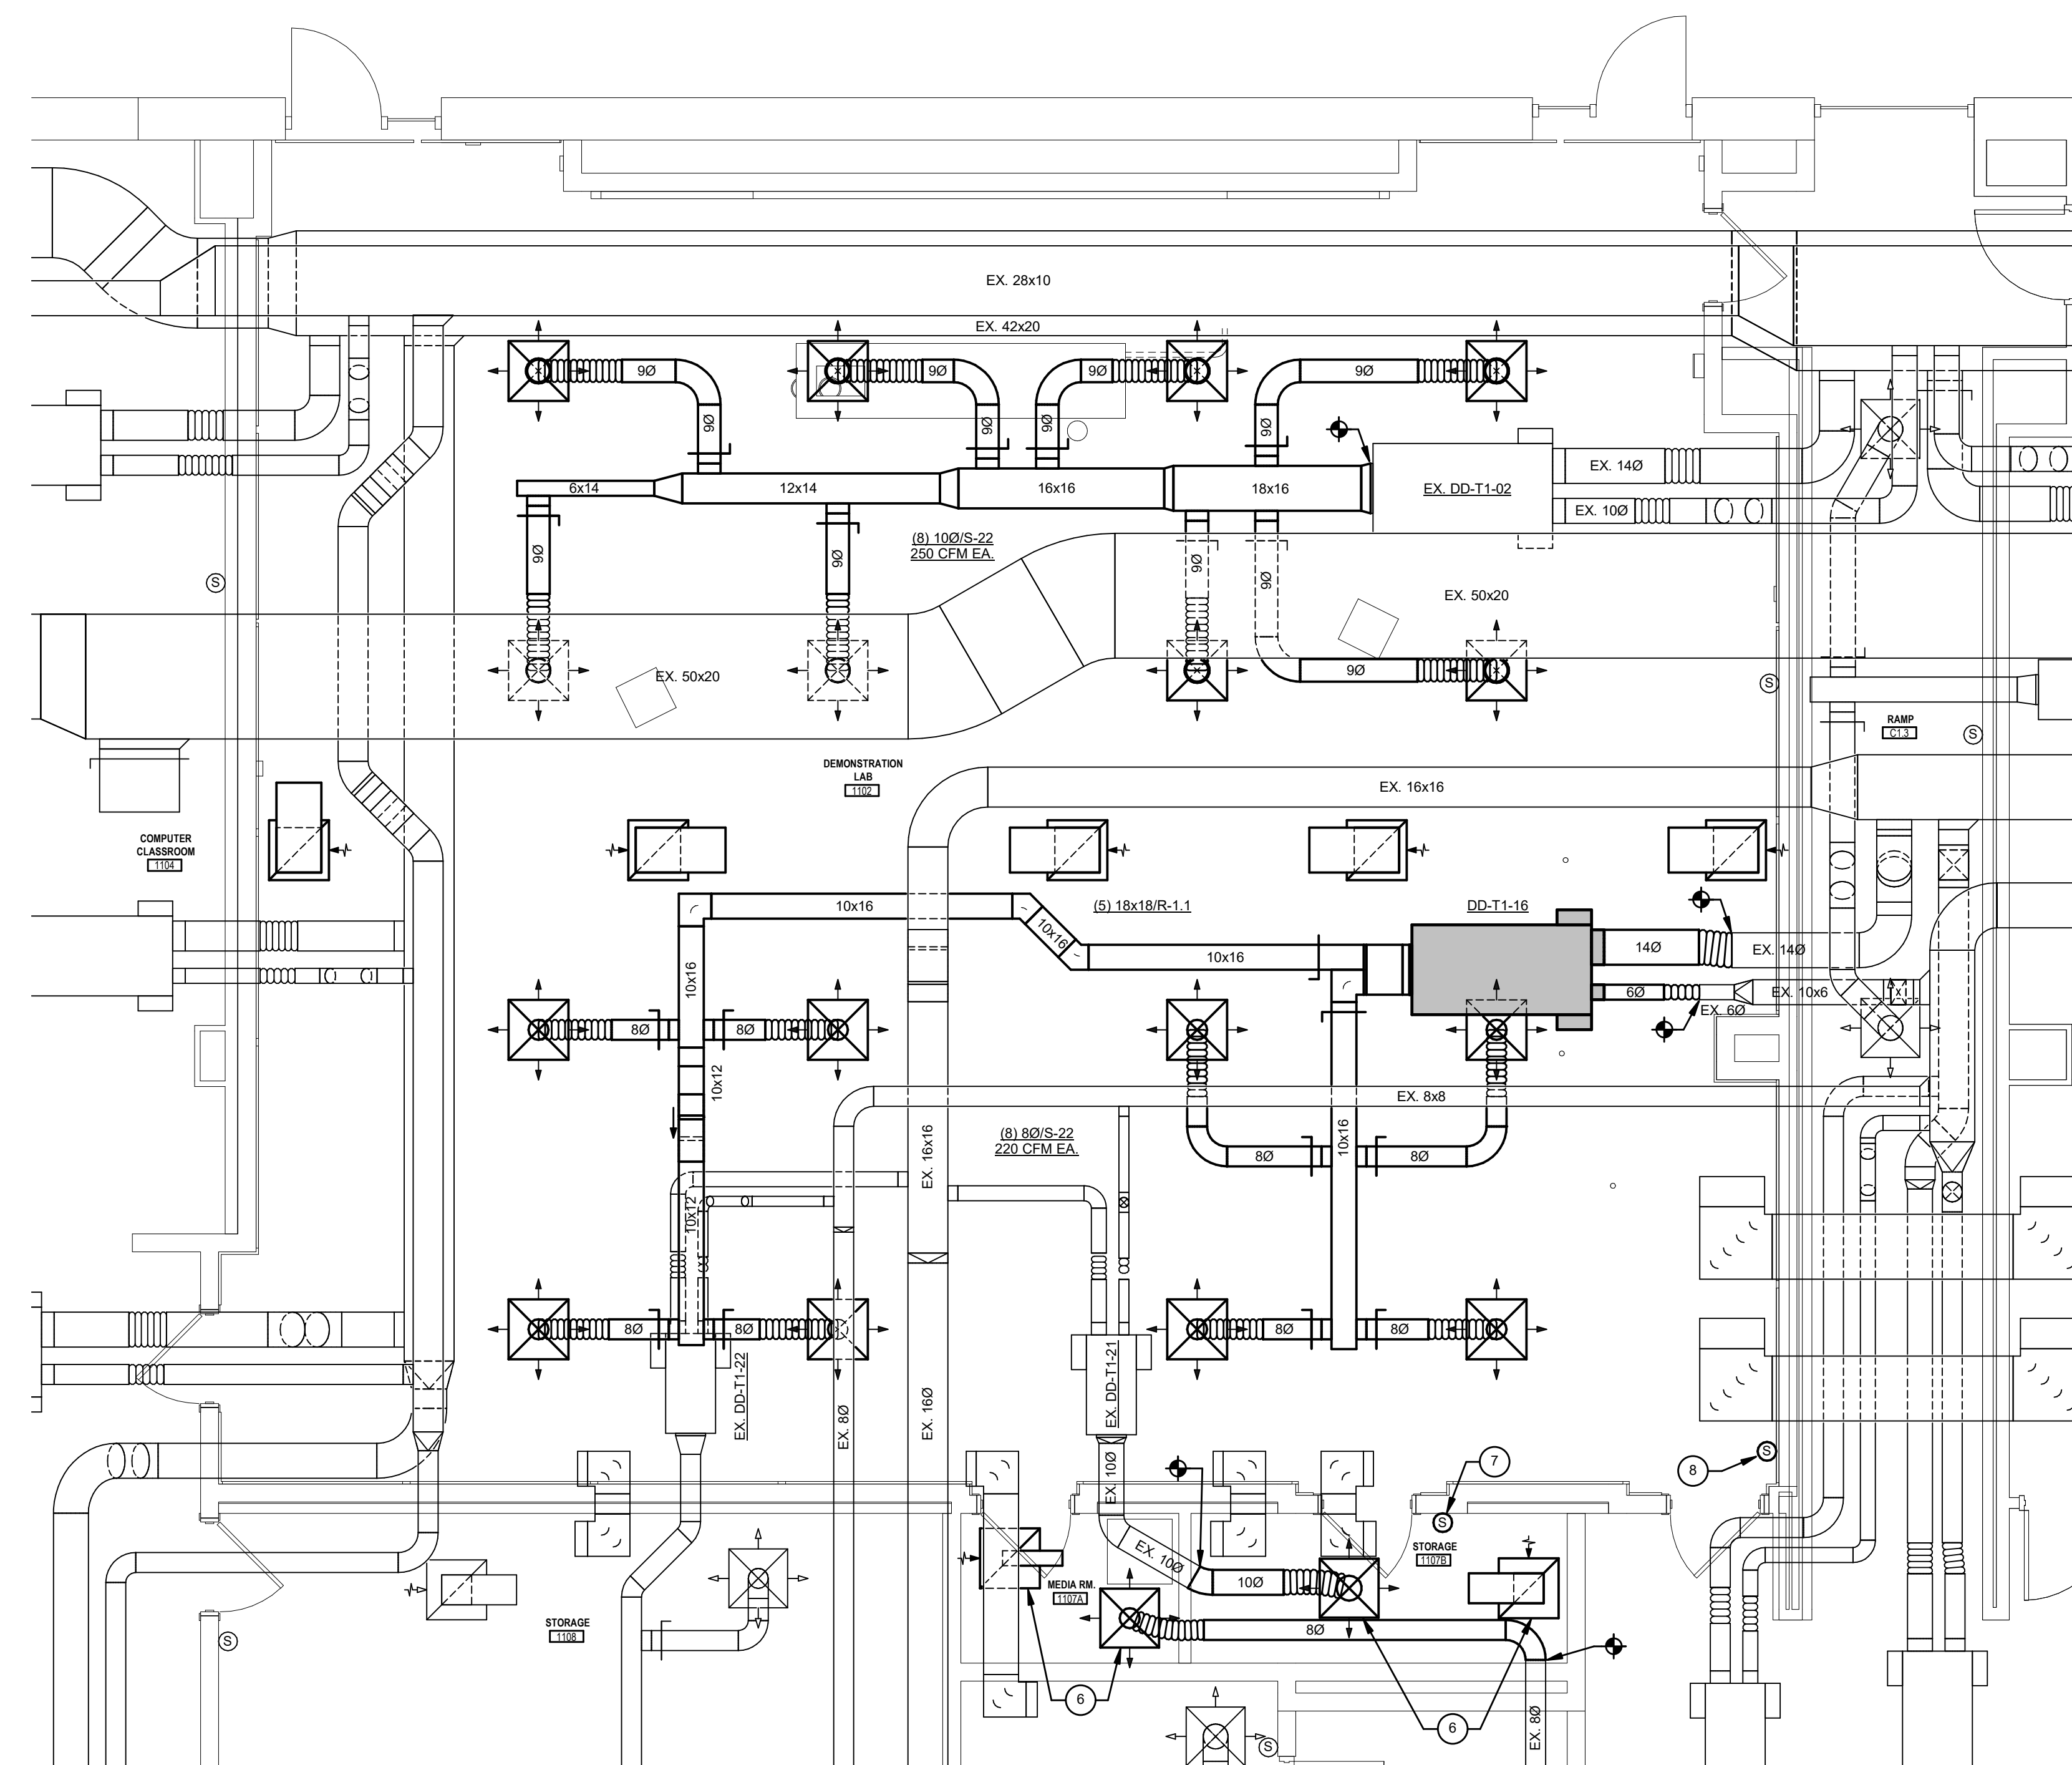 EX. 28x10
EX. 42x20
9Ø
9Ø
9Ø
9Ø
9Ø
9Ø
9Ø
9Ø
6x14
12x14
16x16
18x16
EX. DD-T1-02
EX. 14Ø
EX. 10Ø
(8) 10Ø/S-22
250 CFM EA.
9Ø
9Ø
9Ø
9Ø
S
EX. 50x20
EX. 50x20
9Ø
S
S
RAMP
C1.3
DEMONSTRATION
LAB
1102
EX. 16x16
COMPUTER
CLASSROOM
1104
10x16
(5) 18x18/R-1.1
DD-T1-16
10x16
10x16
10x16
14Ø
EX. 14Ø
6Ø
EX. 10x6
EX. 6Ø
8Ø
8Ø
10x12
EX. 8x8
(8) 8Ø/S-22
220 CFM EA.
EX. 16x16
10x16
8Ø
8Ø
10x12
8Ø
8Ø
8Ø
8Ø
EX. DD-T1-22
EX. DD-T1-21
EX. 8Ø
EX. 16Ø
EX. 10Ø
7
8
S
S
STORAGE
1107B
EX. 10Ø
10Ø
MEDIA RM.
1107A
STORAGE
1108
S
8Ø
6
6
EX. 8Ø
S